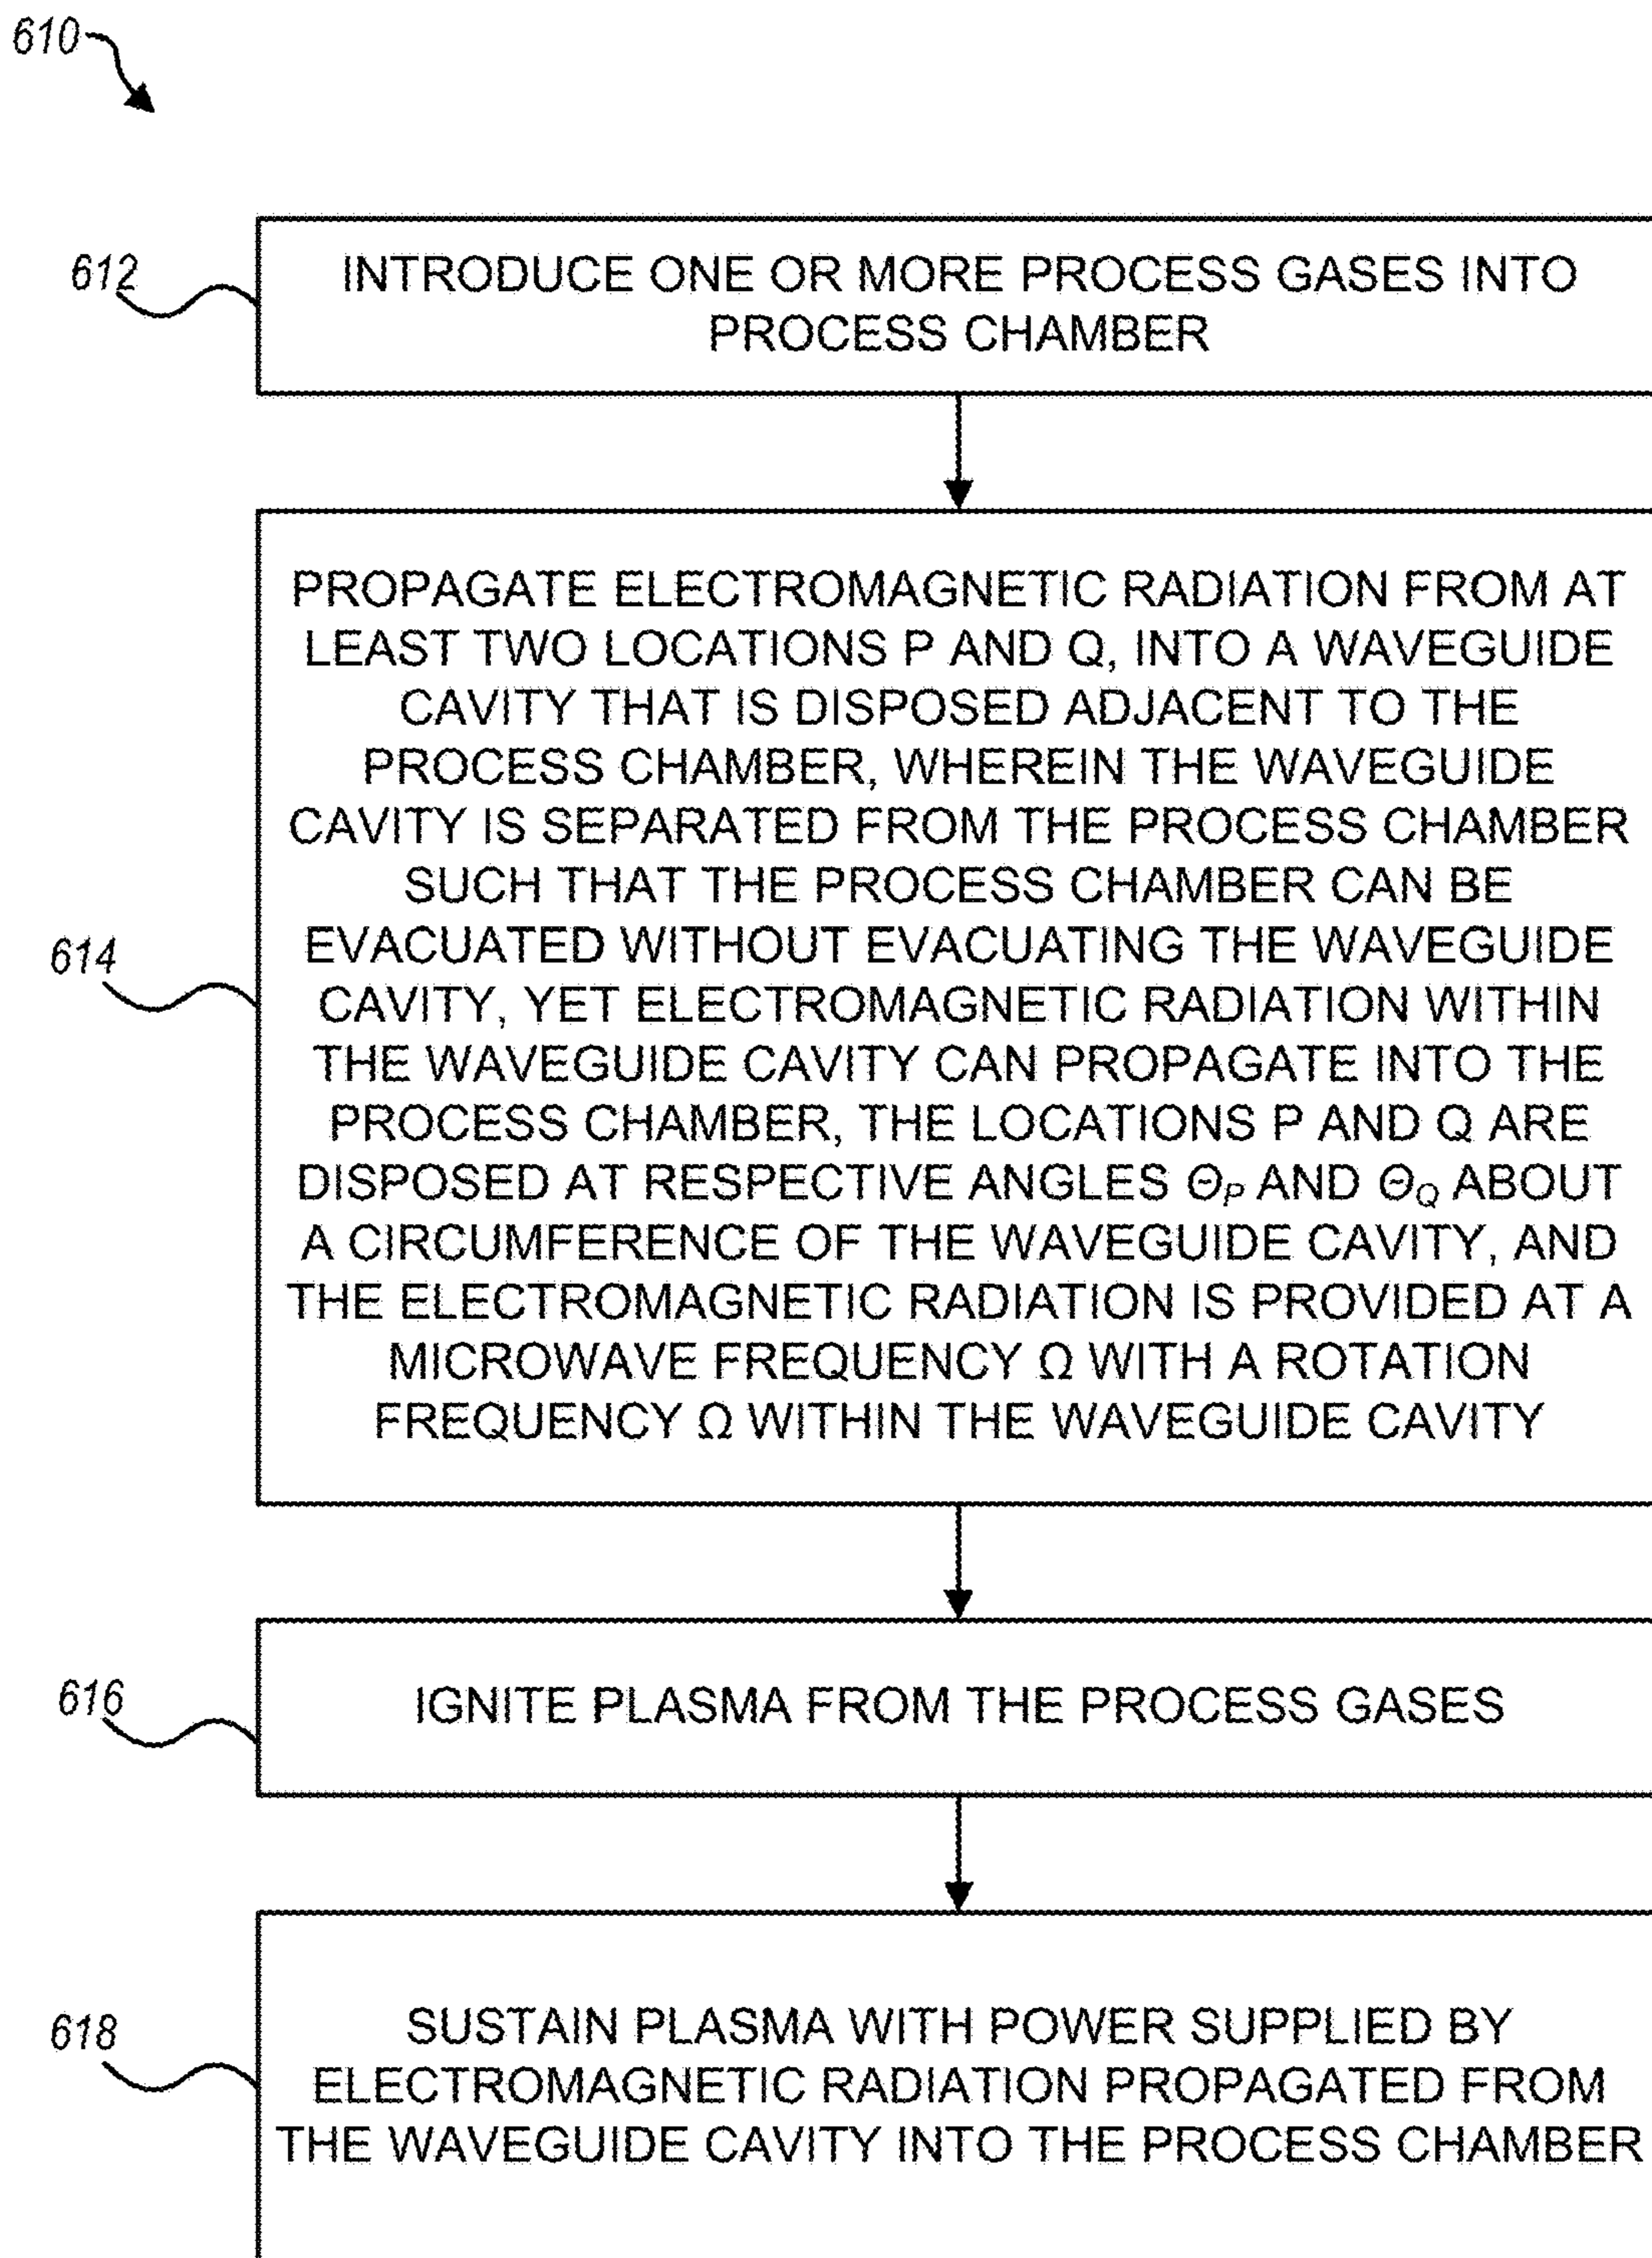 610
612
INTRODUCE ONE OR MORE PROCESS GASES INTO
PROCESS CHAMBER
614
PROPAGATE ELECTROMAGNETIC RADIATION FROM AT
LEAST TWO LOCATIONS P AND Q, INTO A WAVEGUIDE
CAVITY THAT IS DISPOSED ADJACENT TO THE
PROCESS CHAMBER, WHEREIN THE WAVEGUIDE
CAVITY IS SEPARATED FROM THE PROCESS CHAMBER
SUCH THAT THE PROCESS CHAMBER CAN BE
EVACUATED WITHOUT EVACUATING THE WAVEGUIDE
CAVITY, YET ELECTROMAGNETIC RADIATION WITHIN
THE WAVEGUIDE CAVITY CAN PROPAGATE INTO THE
PROCESS CHAMBER, THE LOCATIONS P AND Q ARE
DISPOSED AT RESPECTIVE ANGLES ΘP AND ΘQ ABOUT
A CIRCUMFERENCE OF THE WAVEGUIDE CAVITY, AND
THE ELECTROMAGNETIC RADIATION IS PROVIDED AT A
MICROWAVE FREQUENCY Ω WITH A ROTATION
FREQUENCY Ω WITHIN THE WAVEGUIDE CAVITY
616
IGNITE PLASMA FROM THE PROCESS GASES
618
SUSTAIN PLASMA WITH POWER SUPPLIED BY
ELECTROMAGNETIC RADIATION PROPAGATED FROM
THE WAVEGUIDE CAVITY INTO THE PROCESS CHAMBER